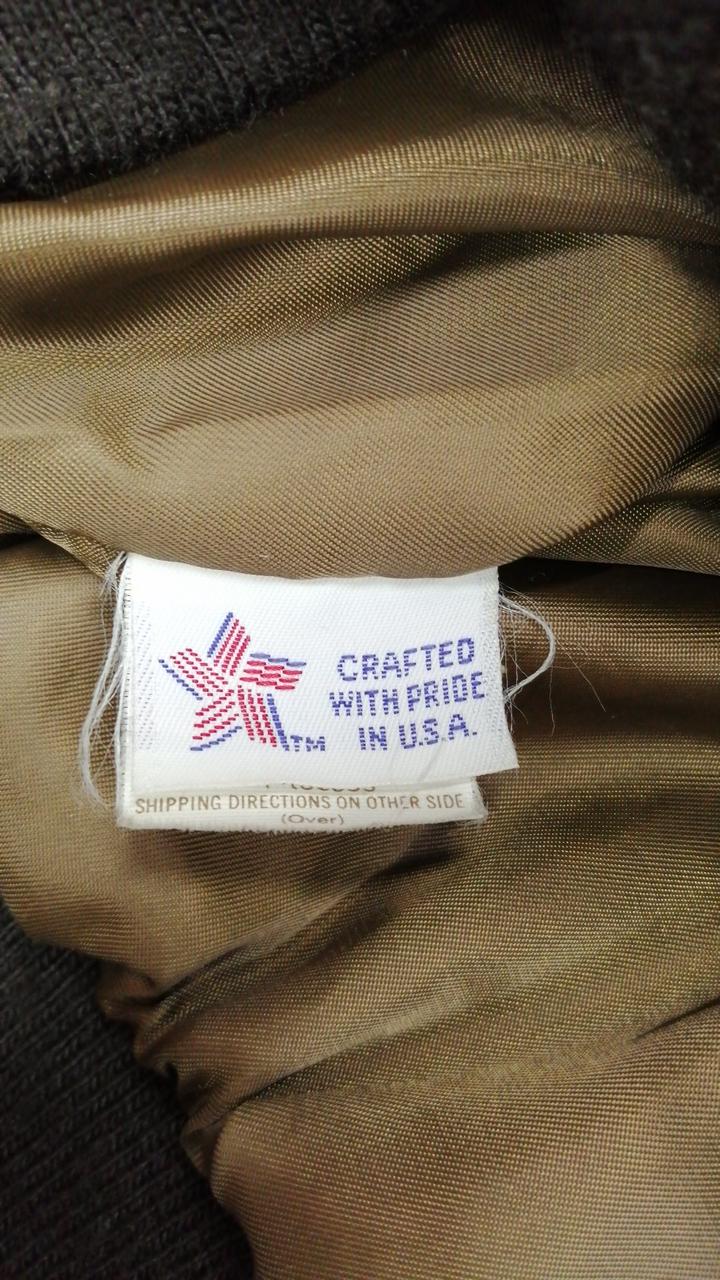 CRAFTED
WITH PRIDE
IN U.S.A.
TM
SHIPPING DIRECTIONS ON OTHER SIDE
(Over)